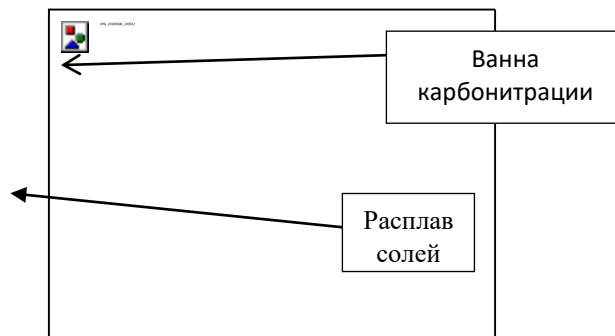 Ванна
карбонитрации
Расплав
солей